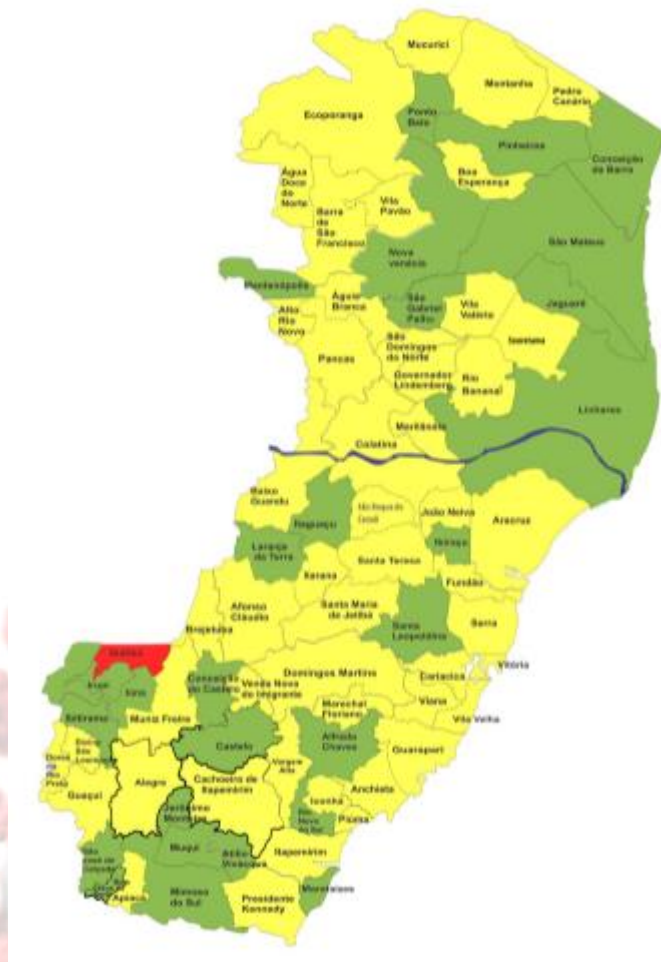 Mucurici
Montanha
Pedro
Canário
Ecoporanga
Ponto
Belo
Pinheiros
Conceição
da Barra
Água
Doce
do
Norte
Boa
Esperança
Vila
Pavão
Barra
de
São
Francisco
São Mateus
Nova
venécia
Mantenópolis
Águia
Branca
São
Gabriel
Vila
Valério
Jaguaré
Alto
Rio
Novo
São
Domingos
do Norte
Pancas
Governador
Lindemberg
Rio
Bananal
Linhares
Marilândia
Colatina
Baixo
Guandu
Itaguaçu
São Roque do
João Neiva
Aracruz
Laranja
da Terra
Santa Teresa
Itarana
Fundão
Afonso
Cláudio
Santa Maria
de Jetibá
Brejetuba
Santa
Leopoldina
Serra
Vitória
Conceição
do Castelo
Venda Nova
do Imigrante
Domingos Martins
Cariacica
Viana
Irupi
Iúna
Marechal
Floriano
Vila Velha
Muniz Freire
Castelo
Alfredo
Chaves
Guarapari
Vargem
Alta
Alegre
Cachoeiro de
Itapemirim
Guaçuí
Anchieta
Iconha
Piúma
Jerônimo
Monteiro
Rio
Novo
do Sul
Muqui
Atílio
Vivácqua
Itapemirim
Apiacá
Mimoso
do Sul
Presidente
Kennedy
Marataízes